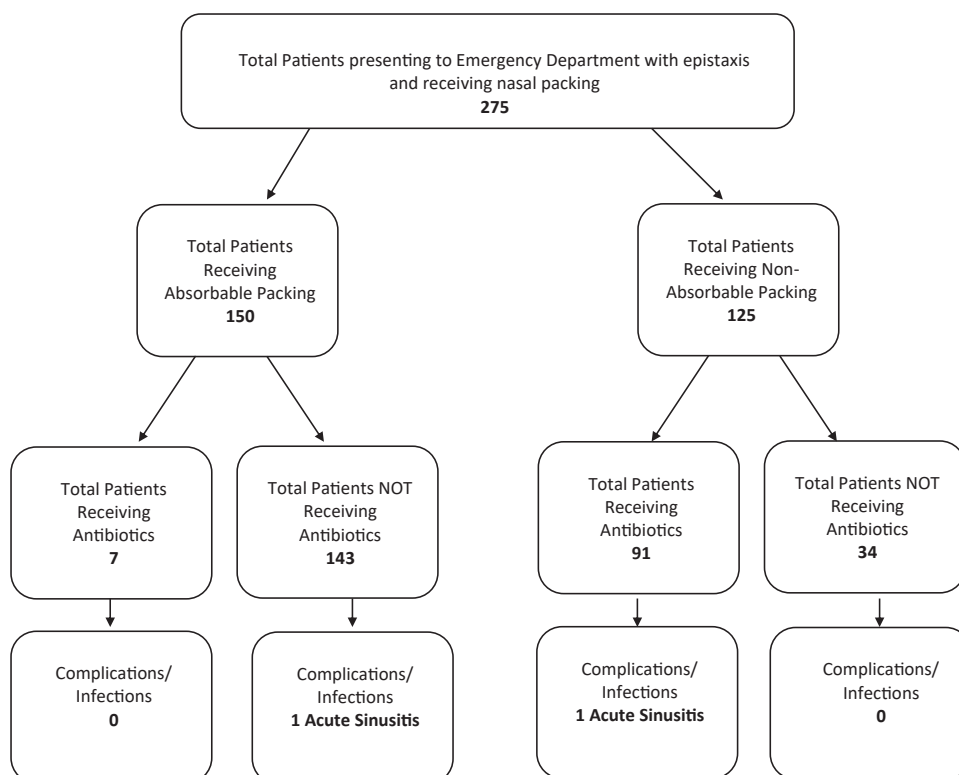 Total Patients presenting to Emergency Department with epistaxis
and receiving nasal packing
275
Total Patients
Receiving
Absorbable Packing
150
Total Patients
Receiving Non-
Absorbable Packing
125
Total Patients
Receiving
Antibiotics
7
Total Patients NOT
Receiving
Antibiotics
143
Total Patients
Receiving
Antibiotics
91
Total Patients NOT
Receiving
Antibiotics
34
Complications/
Infections
0
Complications/
Infections
1 Acute Sinusitis
Complications/
Infections
1 Acute Sinusitis
Complications/
Infections
0